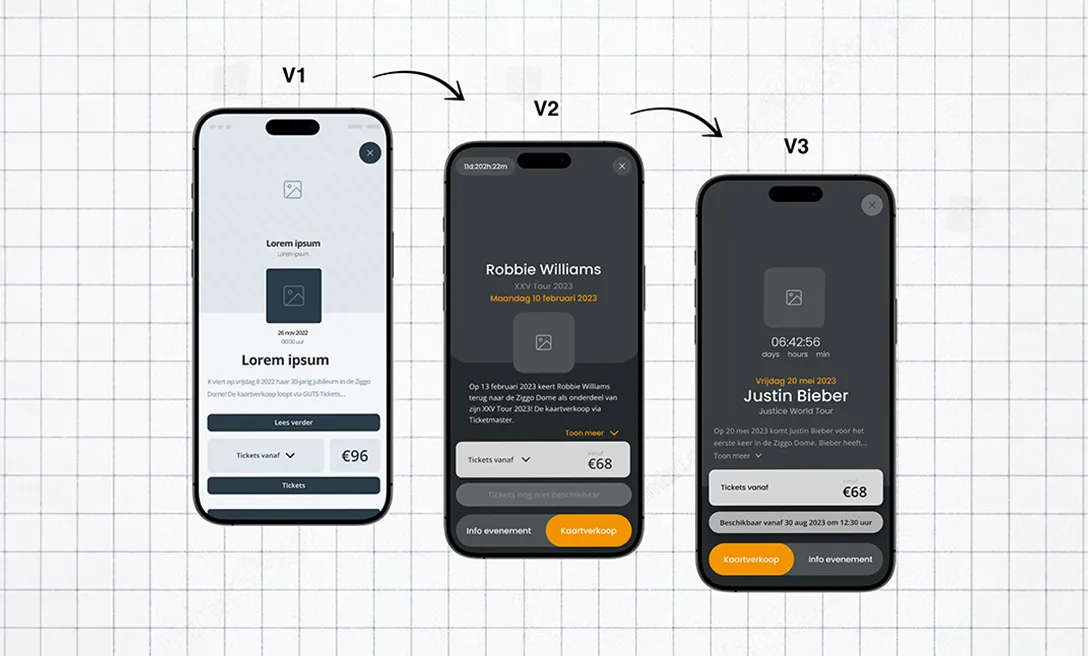 V1
Lorem ipsum
Lorem ipsum
26 nov 2022
00:00 uur
Lorem ipsum
# viert op vrijdag 8 2022 haar 30-jarig jubileum in de Ziggo
Dome! De kaartverkoop loopt via GUTS Tickets,...
Lees verder
Tickets vanaf
€96
Tickets
V2
11d:202h:22m
Robbie Williams
XXV Tour 2023
Maandag 10 februari 2023
Op 13 februari 2023 keert Robbie Williams
terug naar de Ziggo Dome als onderdeel van
zijn XXV Tour 2023! De kaartverkoop via
Ticketmaster.
Toon meer
Tickets vanaf
vanaf
€68
Tickets nog niet beschikbaar
Info evenement
Kaartverkoop
V3
06:42:56
days hours min
Vrijdag 20 mei 2023
Justin Bieber
Justice World Tour
Op 20 mei 2023 komt Justin Bieber voor het
eerste keer in de Ziggo Dome. Bieber heeft...
Toon meer
Tickets vanaf
€68
Beschikbaar vanaf 30 aug 2023 om 12:30 uur
Kaartverkoop
Info evenement